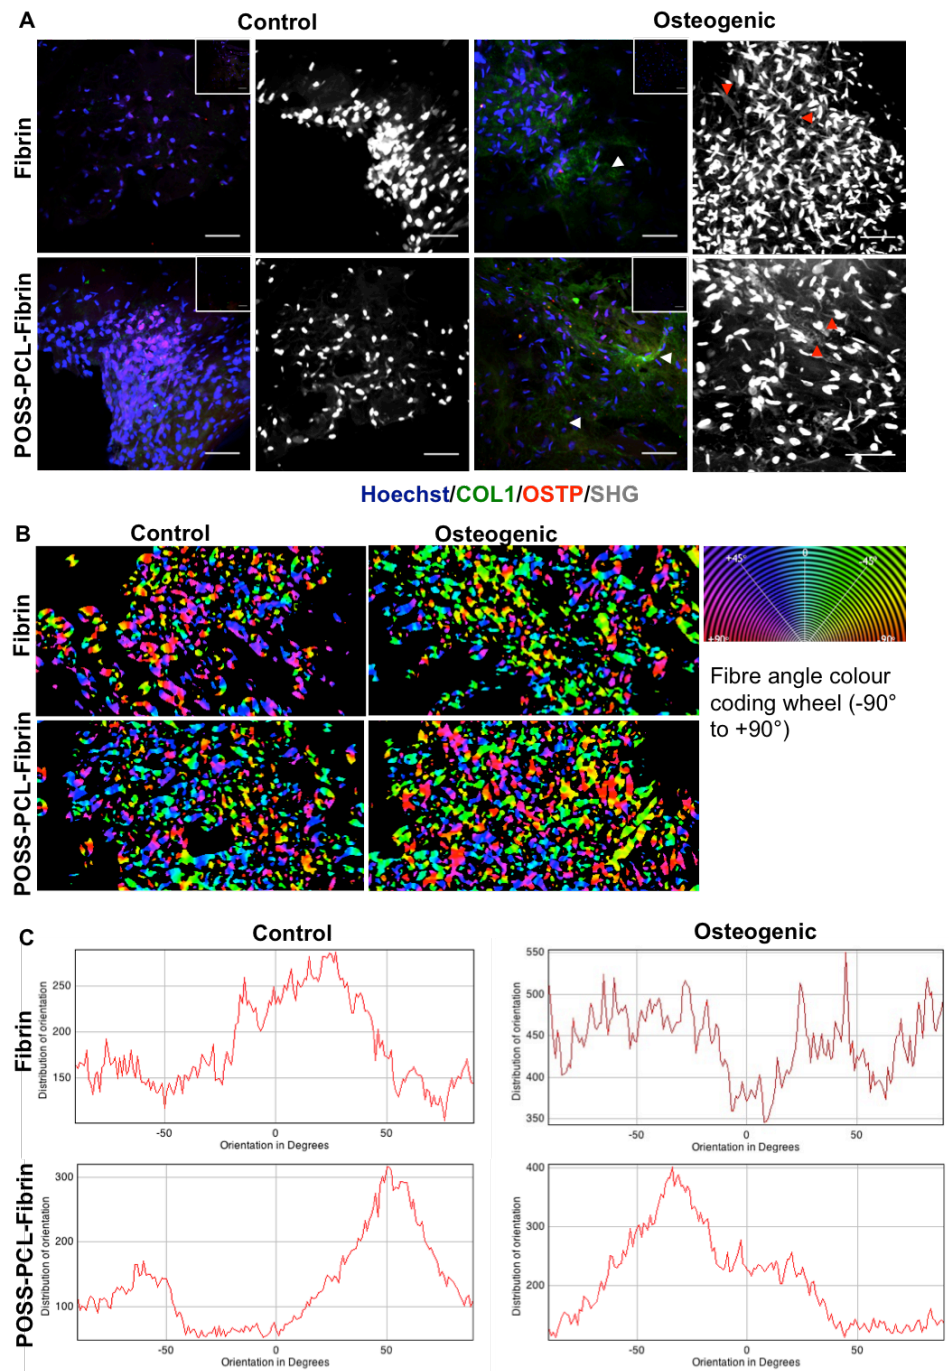 A
Control
Osteogenic
Fibrin
POSS-PCL-Fibrin
Hoechst/COL1/OSTP/SHG
B
Control
Osteogenic
Fibrin
POSS-PCL-Fibrin
+45°
0
-45°
+90°
-90°
Fibre angle colour
coding wheel (-90°
to +90°)
C
Control
Osteogenic
Fibrin
Distribution of orientation
250
200
150
-50
0
50
Orientation in Degrees
Distribution of orientation
550
500
450
400
350
-50
0
50
Orientation in Degrees
POSS-PCL-Fibrin
Distribution of orientation
300
200
100
-50
0
50
Orientation in Degrees
Distribution of orientation
400
300
200
-50
0
50
Orientation in Degrees